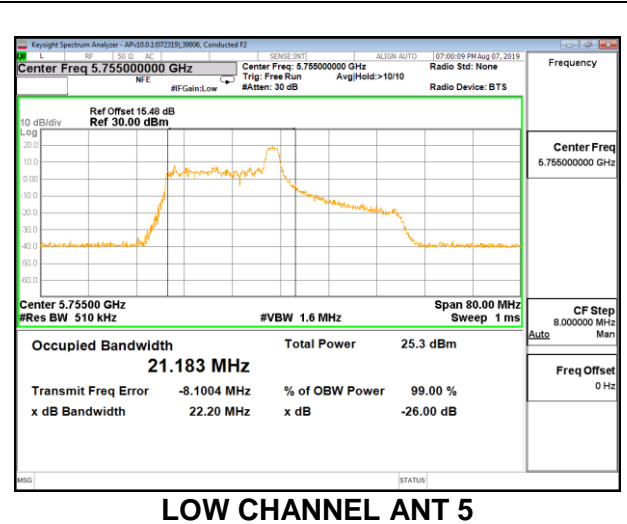 Keysight Spectrum Analyzer - APv10.0.1(072319),39006, Conducted F2
L RF 50 Ω AC SENSE:INT ALIGN AUTO 07:00:09 PM Aug 07, 2019
Center Freq 5.755000000 GHz Center Freq: 5.755000000 GHz Radio Std: None Frequency
NFE Trig: Free Run Avg|Hold:>10/10
#IFGain:Low #Atten: 30 dB Radio Device: BTS
Ref Offset 15.48 dB
10 dB/div Ref 30.00 dBm
Log
20.0
10.0
0.00
-10.0
-20.0
-30.0
-40.0
-50.0
-60.0
Center Freq
5.755000000 GHz
Center 5.75500 GHz Span 80.00 MHz
#Res BW 510 kHz #VBW 1.6 MHz Sweep 1 ms
CF Step
8.000000 MHz
Auto Man
Occupied Bandwidth Total Power 25.3 dBm
21.183 MHz
Freq Offset
0 Hz
Transmit Freq Error -8.1004 MHz % of OBW Power 99.00 %
x dB Bandwidth 22.20 MHz x dB -26.00 dB
MSG STATUS
LOW CHANNEL ANT 5